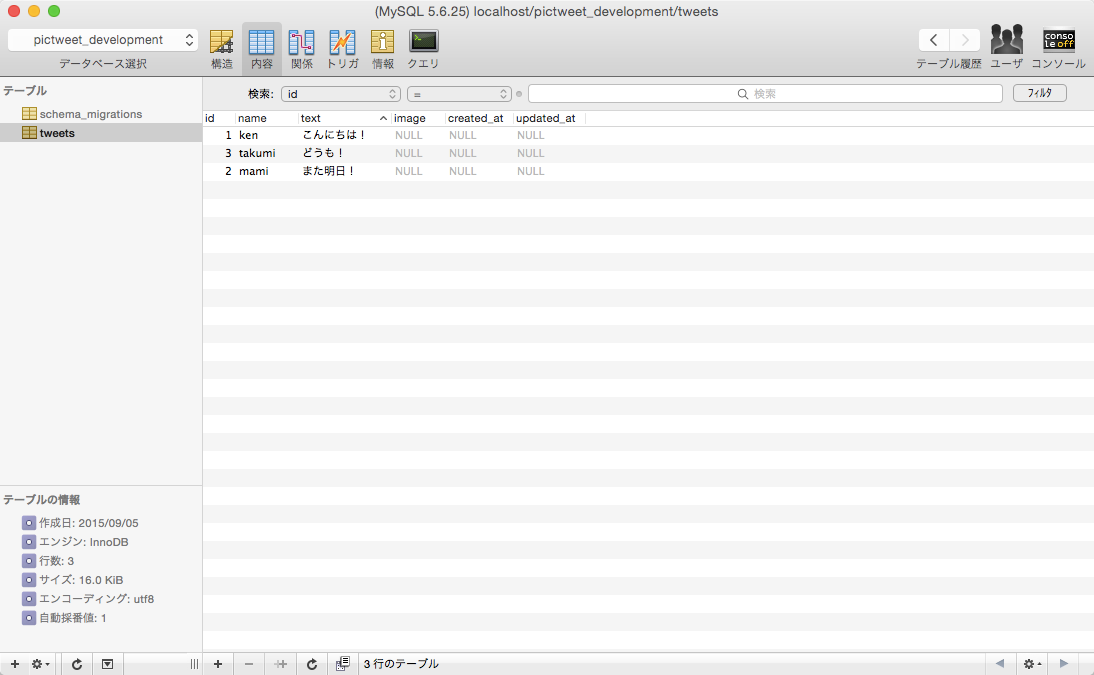 (MySQL 5.6.25) localhost/pictweet_development/tweets
pictweet_development
データベース選択
構造
内容
関係
トリガ
情報
クエリ
テーブル履歴
ユーザ
conso
le off
コンソール
テーブル
schema_migrations
tweets
検索: id = 検索 フィルタ
id name text image created_at updated_at
1 ken こんにちは！ NULL NULL NULL
3 takumi どうも！ NULL NULL NULL
2 mami また明日！ NULL NULL NULL
テーブルの情報
作成日: 2015/09/05
エンジン: InnoDB
行数: 3
サイズ: 16.0 KiB
エンコーディング: utf8
自動採番値: 1
3 行のテーブル